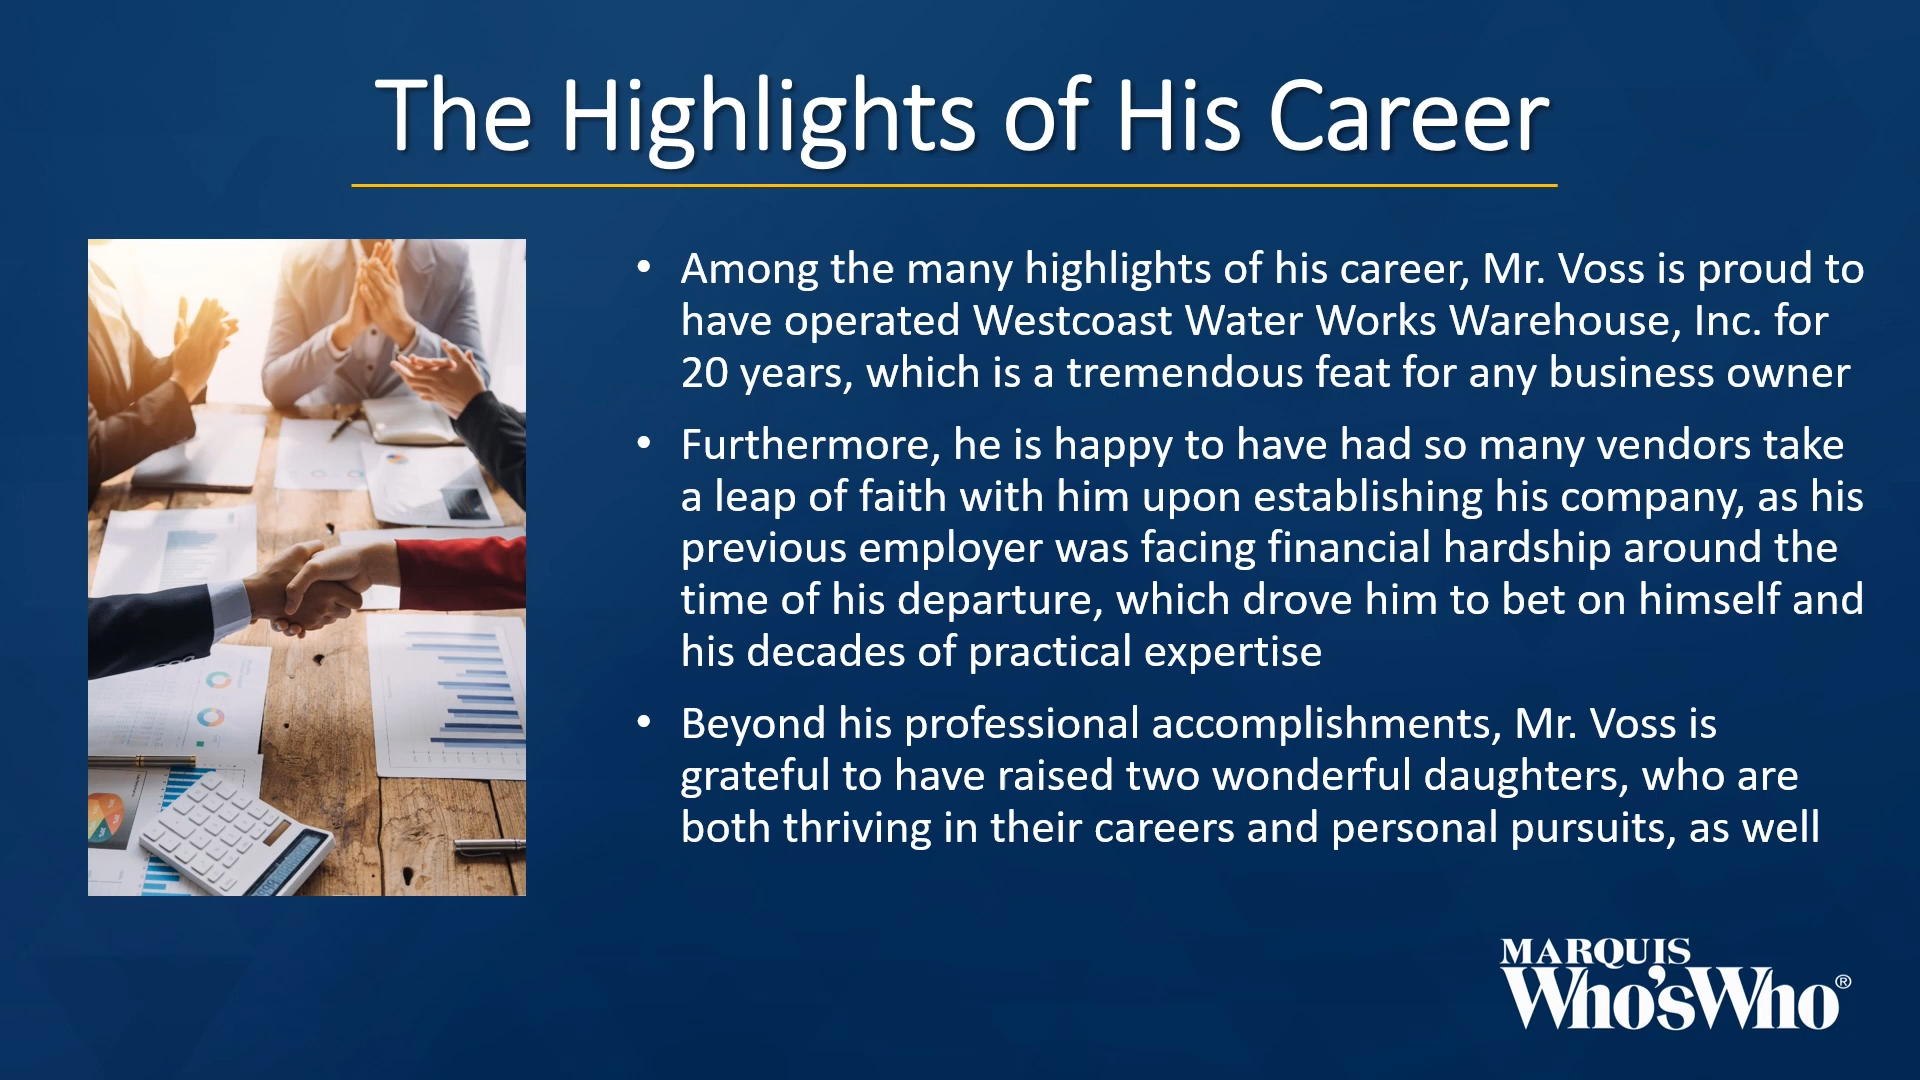 The Highlights of His Career
• Among the many highlights of his career, Mr. Voss is proud to
have operated Westcoast Water Works Warehouse, Inc. for
20 years, which is a tremendous feat for any business owner
• Furthermore, he is happy to have had so many vendors take
a leap of faith with him upon establishing his company, as his
previous employer was facing financial hardship around the
time of his departure, which drove him to bet on himself and
his decades of practical expertise
• Beyond his professional accomplishments, Mr. Voss is
grateful to have raised two wonderful daughters, who are
both thriving in their careers and personal pursuits, as well
MARQUIS
Who'sWho®